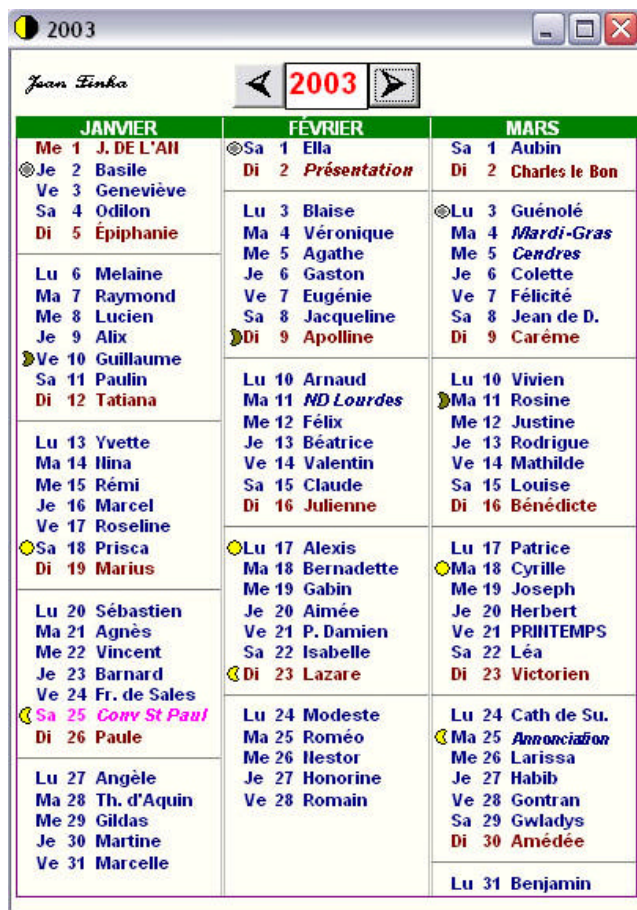 2003
Jean Linka
2003
JANVIER
Me 1 J. DE L'AN
Je 2 Basile
Ve 3 Geneviève
Sa 4 Odilon
Di 5 Épiphanie
Lu 6 Melaine
Ma 7 Raymond
Me 8 Lucien
Je 9 Alix
Ve 10 Guillaume
Sa 11 Paulin
Di 12 Tatiana
Lu 13 Yvette
Ma 14 Nina
Me 15 Rémi
Je 16 Marcel
Ve 17 Roseline
Sa 18 Prisca
Di 19 Marius
Lu 20 Sébastien
Ma 21 Agnès
Me 22 Vincent
Je 23 Barnard
Ve 24 Fr. de Sales
Sa 25 Conv St Paul
Di 26 Paule
Lu 27 Angèle
Ma 28 Th. d'Aquin
Me 29 Gildas
Je 30 Martine
Ve 31 Marcelle
FÉVRIER
Sa 1 Ella
Di 2 Présentation
Lu 3 Blaise
Ma 4 Véronique
Me 5 Agathe
Je 6 Gaston
Ve 7 Eugénie
Sa 8 Jacqueline
Di 9 Apolline
Lu 10 Arnaud
Ma 11 ND Lourdes
Me 12 Félix
Je 13 Béatrice
Ve 14 Valentin
Sa 15 Claude
Di 16 Julienne
Lu 17 Alexis
Ma 18 Bernadette
Me 19 Gabin
Je 20 Aimée
Ve 21 P. Damien
Sa 22 Isabelle
Di 23 Lazare
Lu 24 Modeste
Ma 25 Roméo
Me 26 Nestor
Je 27 Honorine
Ve 28 Romain
MARS
Sa 1 Aubin
Di 2 Charles le Bon
Lu 3 Guénolé
Ma 4 Mardi-Gras
Me 5 Cendres
Je 6 Colette
Ve 7 Félicité
Sa 8 Jean de D.
Di 9 Carême
Lu 10 Vivien
Ma 11 Rosine
Me 12 Justine
Je 13 Rodrigue
Ve 14 Mathilde
Sa 15 Louise
Di 16 Bénédicte
Lu 17 Patrice
Ma 18 Cyrille
Me 19 Joseph
Je 20 Herbert
Ve 21 PRINTEMPS
Sa 22 Léa
Di 23 Victorien
Lu 24 Cath de Su.
Ma 25 Annonciation
Me 26 Larissa
Je 27 Habib
Ve 28 Gontran
Sa 29 Gwladys
Di 30 Amédée
Lu 31 Benjamin